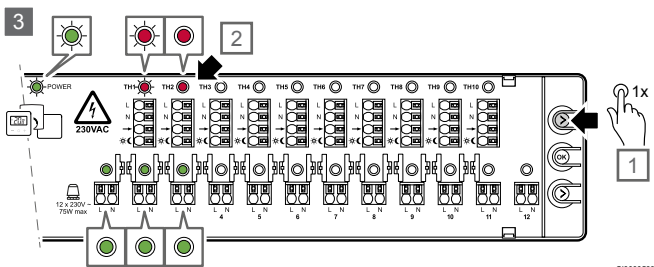 3
2
POWER TH1 TH2 TH3 TH4 TH5 TH6 TH7 TH8 TH9 TH10
1x
L
N
230VAC
OK
1
12 x 230V ~
75W max
L N L N L N L N L N L N L N L N L N L N L N L N
4 5 6 7 8 9 10 11 12